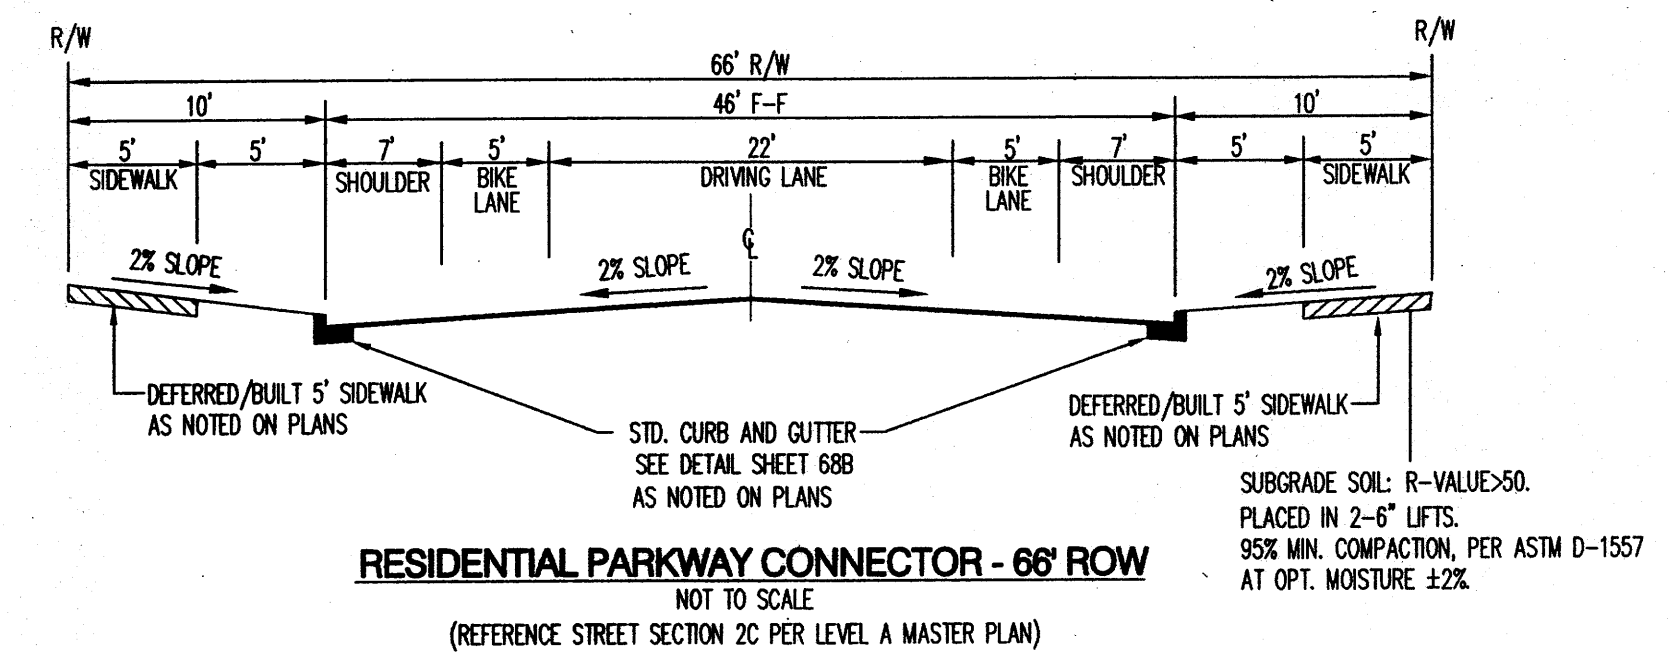 R/W
R/W
66' R/W
10'
46' F-F
10'
5'
5'
7'
5'
22'
5'
7'
5'
5'
SIDEWALK
SHOULDER
BIKE
LANE
DRIVING LANE
BIKE
LANE
SHOULDER
SIDEWALK
℄
2% SLOPE
2% SLOPE
2% SLOPE
2% SLOPE
DEFERRED/BUILT 5' SIDEWALK
AS NOTED ON PLANS
STD. CURB AND GUTTER
SEE DETAIL SHEET 68B
AS NOTED ON PLANS
DEFERRED/BUILT 5' SIDEWALK
AS NOTED ON PLANS
SUBGRADE SOIL: R-VALUE>50.
PLACED IN 2-6" LIFTS.
95% MIN. COMPACTION, PER ASTM D-1557
AT OPT. MOISTURE ±2%.
RESIDENTIAL PARKWAY CONNECTOR - 66' ROW
NOT TO SCALE
(REFERENCE STREET SECTION 2C PER LEVEL A MASTER PLAN)